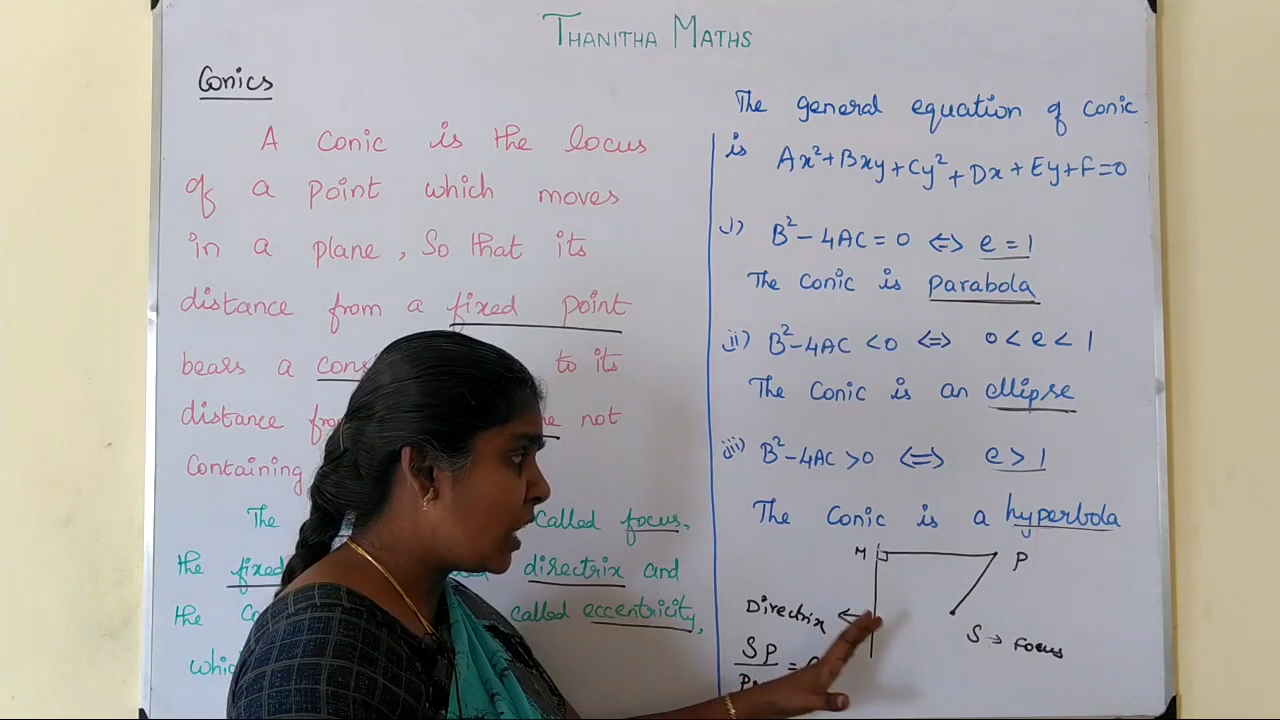 THANITHA MATHS
Conics
A conic is the locus
of a point which moves
in a plane, So that its
distance from a fixed point
bears a to its
distance not
Containing
The called focus,
the fixed directrix and
the called eccentricity,
The general equation of conic
is Ax²+Bxy+Cy²+Dx+Ey+F=0
i) B²-4AC=0 ⇔ e=1
The Conic is parabola
ii) B²-4AC<0 ⇔ 0<e<1
The Conic is an ellipse
iii) B²-4AC>0 ⇔ e>1
The Conic is a hyperbola
M P
Directrix ←
S → Focus
SP
=